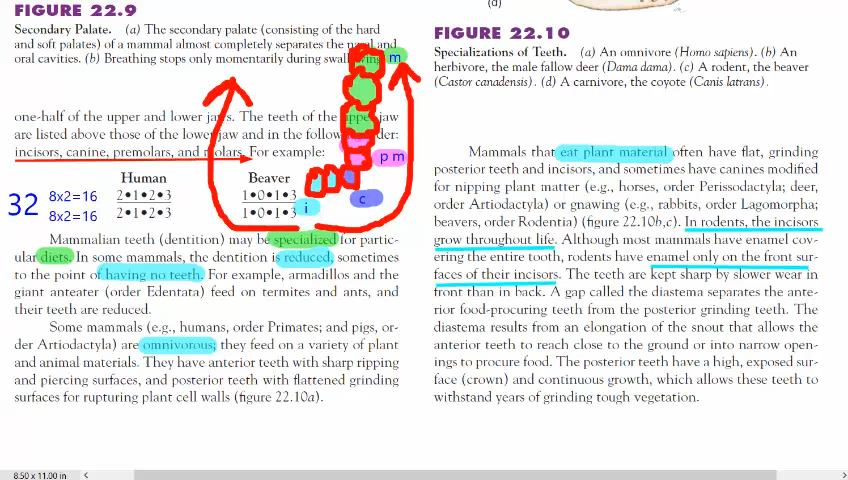 FIGURE 22.9
Secondary Palate. (a) The secondary palate (consisting of the hard
and soft palates) of a mammal almost completely separates the and
oral cavities. (b) Breathing stops only momentarily during
m
one-half of the upper and lower jaws. The teeth of the upper jaw
are listed above those of the lower jaw and in the
incisors, canine, premolars, and molars. For example:
p m
Human Beaver
32
8x2=16
8x2=16
2•1•2•3 1•0•1•3
2•1•2•3 1•0•1•3
i
c
Mammalian teeth (dentition) may be specialized for partic-
ular diets. In some mammals, the dentition is reduced, sometimes
to the point of having no teeth. For example, armadillos and the
giant anteater (order Edentata) feed on termites and ants, and
their teeth are reduced.
Some mammals (e.g., humans, order Primates; and pigs, or-
der Artiodactyla) are omnivorous; they feed on a variety of plant
and animal materials. They have anterior teeth with sharp ripping
and piercing surfaces, and posterior teeth with flattened grinding
surfaces for rupturing plant cell walls (figure 22.10a).
(d)
FIGURE 22.10
Specializations of Teeth. (a) An omnivore (Homo sapiens). (b) An
herbivore, the male fallow deer (Dama dama). (c) A rodent, the beaver
(Castor canadensis). (d) A carnivore, the coyote (Canis latrans).
Mammals that eat plant material often have flat, grinding
posterior teeth and incisors, and sometimes have canines modified
for nipping plant matter (e.g., horses, order Perissodactyla; deer,
order Artiodactyla) or gnawing (e.g., rabbits, order Lagomorpha;
beavers, order Rodentia) (figure 22.10b,c). In rodents, the incisors
grow throughout life. Although most mammals have enamel cov-
ering the entire tooth, rodents have enamel only on the front sur-
faces of their incisors. The teeth are kept sharp by slower wear in
front than in back. A gap called the diastema separates the ante-
rior food-procuring teeth from the posterior grinding teeth. The
diastema results from an elongation of the snout that allows the
anterior teeth to reach close to the ground or into narrow open-
ings to procure food. The posterior teeth have a high, exposed sur-
face (crown) and continuous growth, which allows these teeth to
withstand years of grinding tough vegetation.
8.50 x 11.00 in